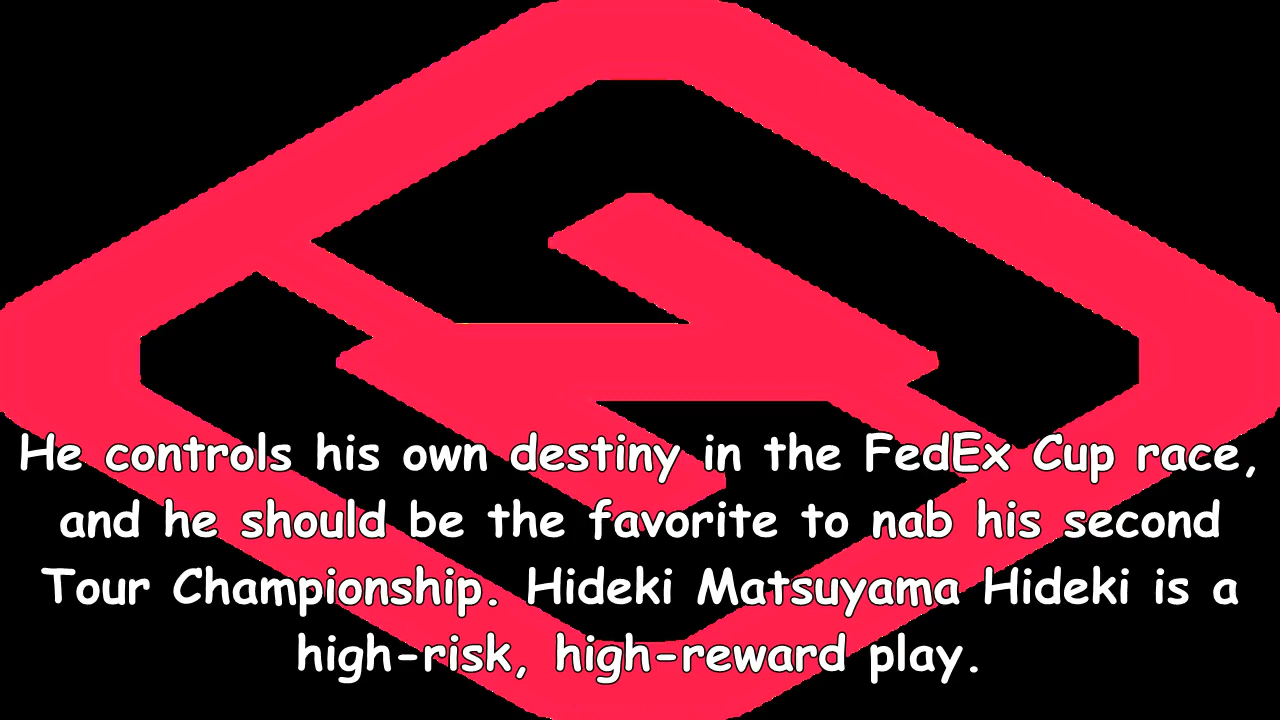 He controls his own destiny in the FedEx Cup race,
and he should be the favorite to nab his second
Tour Championship. Hideki Matsuyama Hideki is a
high-risk, high-reward play.